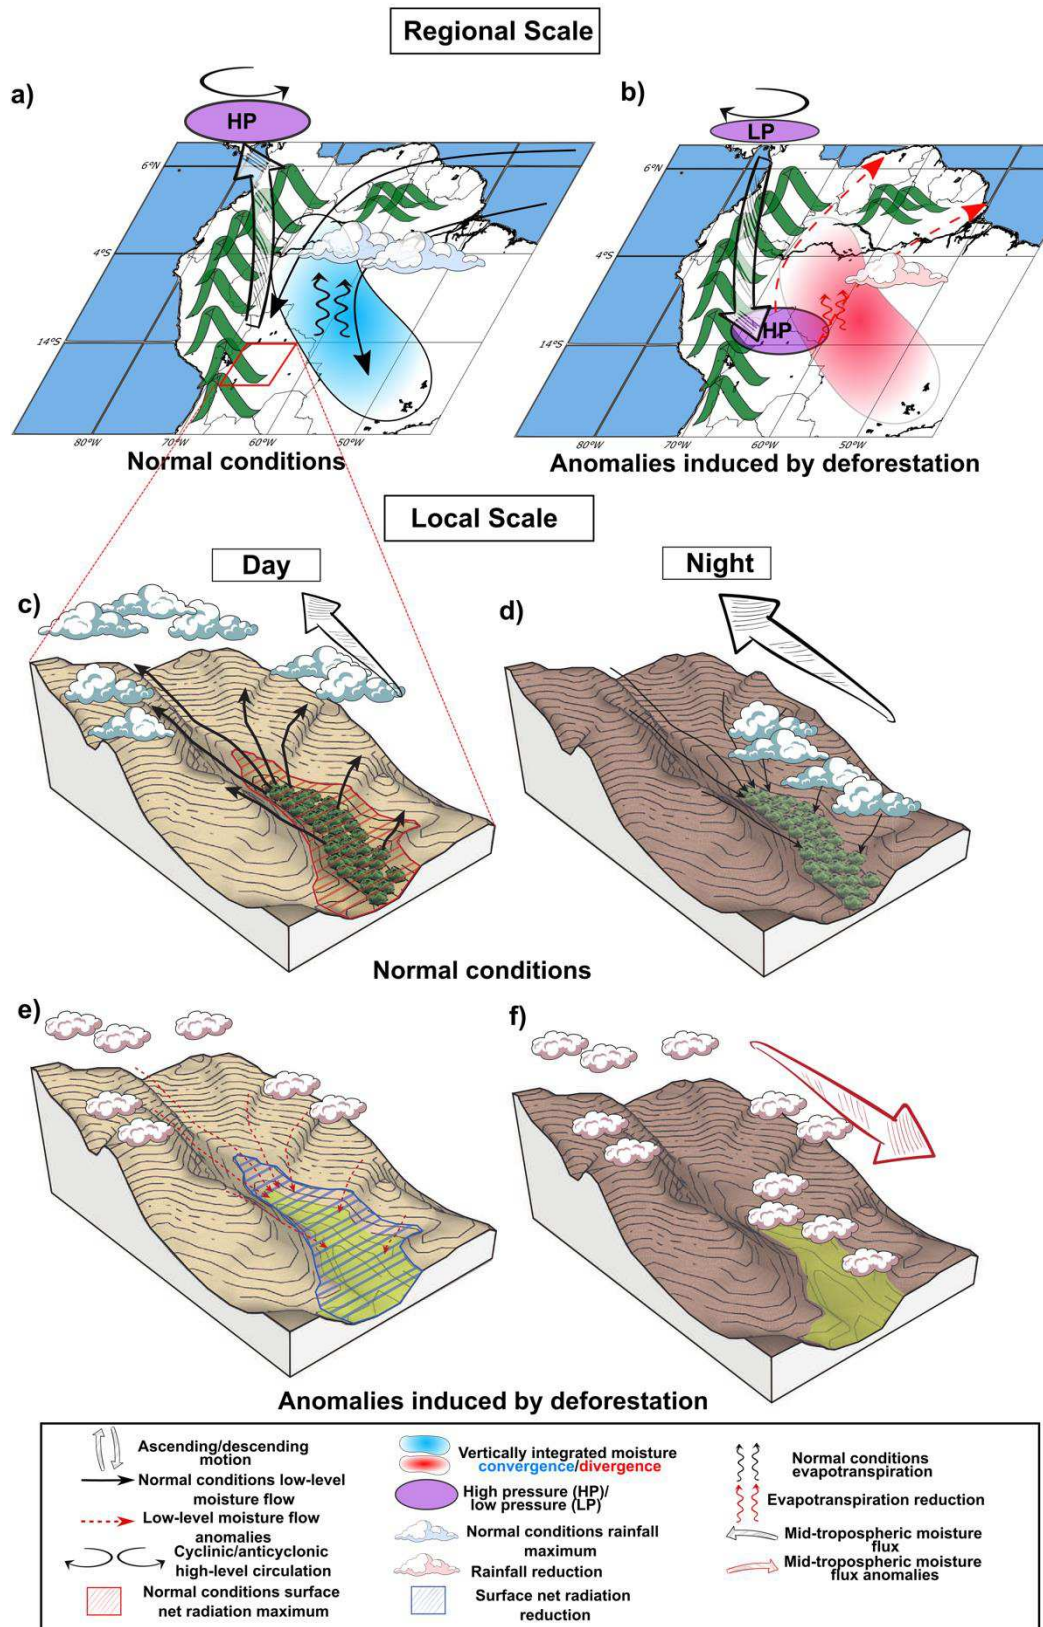 Regional Scale
a)
HP
6°N
4°S
14°S
80°W
70°W
60°W
50°W
Normal conditions
b)
LP
6°N
4°S
HP
14°S
80°W
70°W
60°W
50°W
Anomalies induced by deforestation
Local Scale
Day
Night
c)
d)
Normal conditions
e)
f)
Anomalies induced by deforestation
Ascending/descending
motion
Normal conditions low-level
moisture flow
Low-level moisture flow
anomalies
Cyclinic/anticyclonic
high-level circulation
Normal conditions surface
net radiation maximum
Vertically integrated moisture
convergence/divergence
High pressure (HP)/
low pressure (LP)
Normal conditions rainfall
maximum
Rainfall reduction
Surface net radiation
reduction
Normal conditions
evapotranspiration
Evapotranspiration reduction
Mid-tropospheric moisture
flux
Mid-tropospheric moisture
flux anomalies